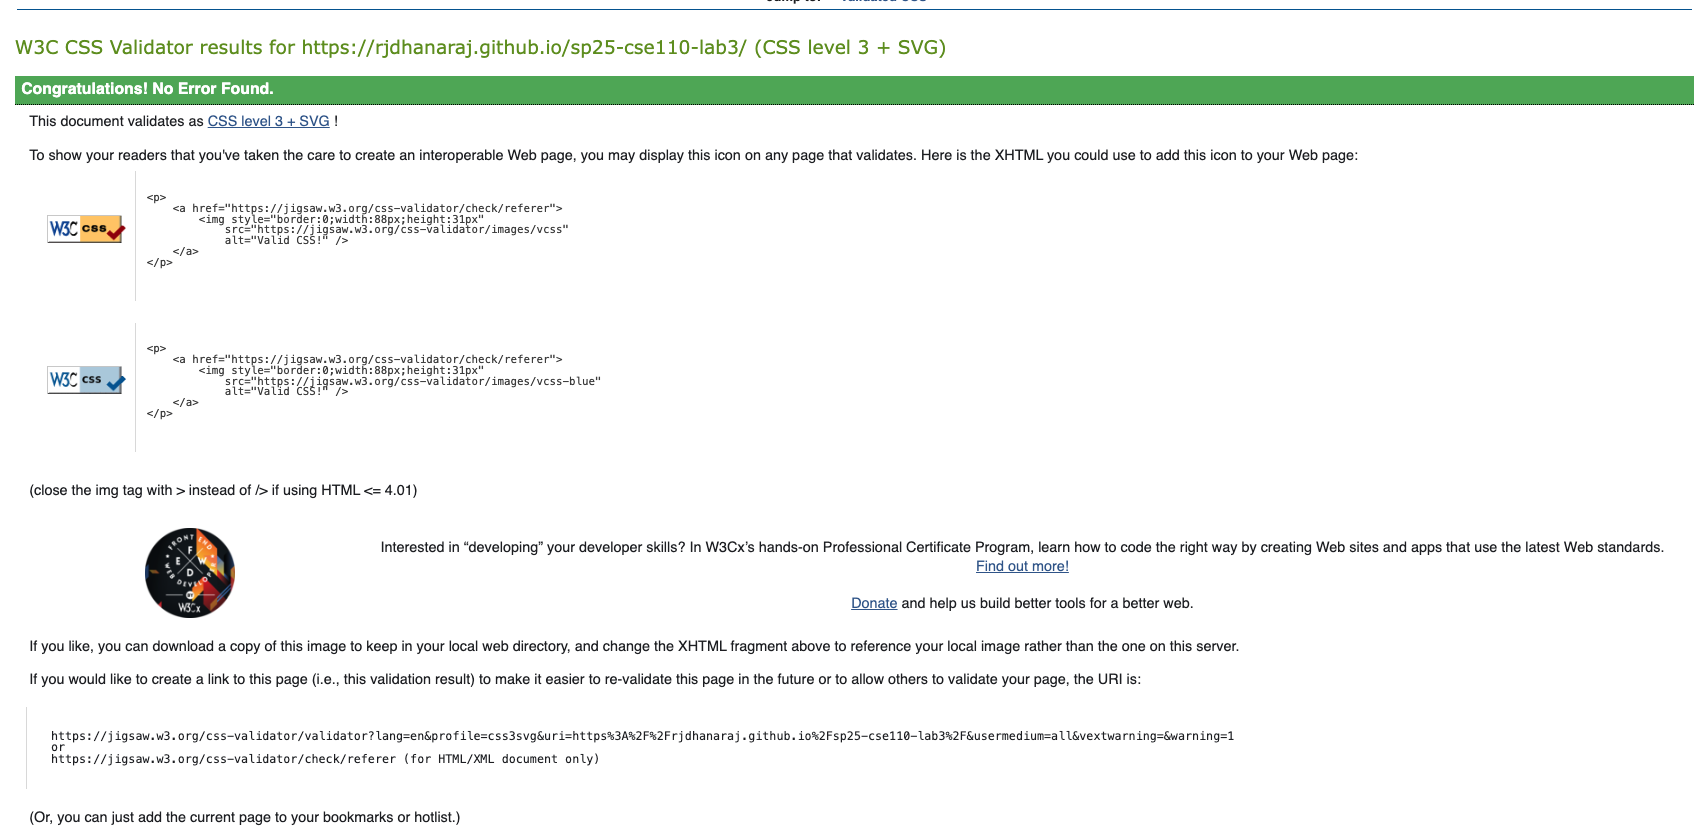 Jump to: Validated CSS
W3C CSS Validator results for https://rjdhanaraj.github.io/sp25-cse110-lab3/ (CSS level 3 + SVG)
Congratulations! No Error Found.
This document validates as CSS level 3 + SVG !
To show your readers that you've taken the care to create an interoperable Web page, you may display this icon on any page that validates. Here is the XHTML you could use to add this icon to your Web page:
W3C css
<p>
<a href="https://jigsaw.w3.org/css-validator/check/referer">
<img style="border:0;width:88px;height:31px"
src="https://jigsaw.w3.org/css-validator/images/vcss"
alt="Valid CSS!" />
</a>
</p>
W3C css
<p>
<a href="https://jigsaw.w3.org/css-validator/check/referer">
<img style="border:0;width:88px;height:31px"
src="https://jigsaw.w3.org/css-validator/images/vcss-blue"
alt="Valid CSS!" />
</a>
</p>
(close the img tag with > instead of /> if using HTML <= 4.01)
FRONT END
F
E W
D
WEB DEVELOPER
W3Cx
Interested in “developing” your developer skills? In W3Cx’s hands-on Professional Certificate Program, learn how to code the right way by creating Web sites and apps that use the latest Web standards.
Find out more!
Donate and help us build better tools for a better web.
If you like, you can download a copy of this image to keep in your local web directory, and change the XHTML fragment above to reference your local image rather than the one on this server.
If you would like to create a link to this page (i.e., this validation result) to make it easier to re-validate this page in the future or to allow others to validate your page, the URI is:
https://jigsaw.w3.org/css-validator/validator?lang=en&profile=css3svg&uri=https%3A%2F%2Frjdhanaraj.github.io%2Fsp25-cse110-lab3%2F&usermedium=all&vextwarning=&warning=1
or
https://jigsaw.w3.org/css-validator/check/referer (for HTML/XML document only)
(Or, you can just add the current page to your bookmarks or hotlist.)